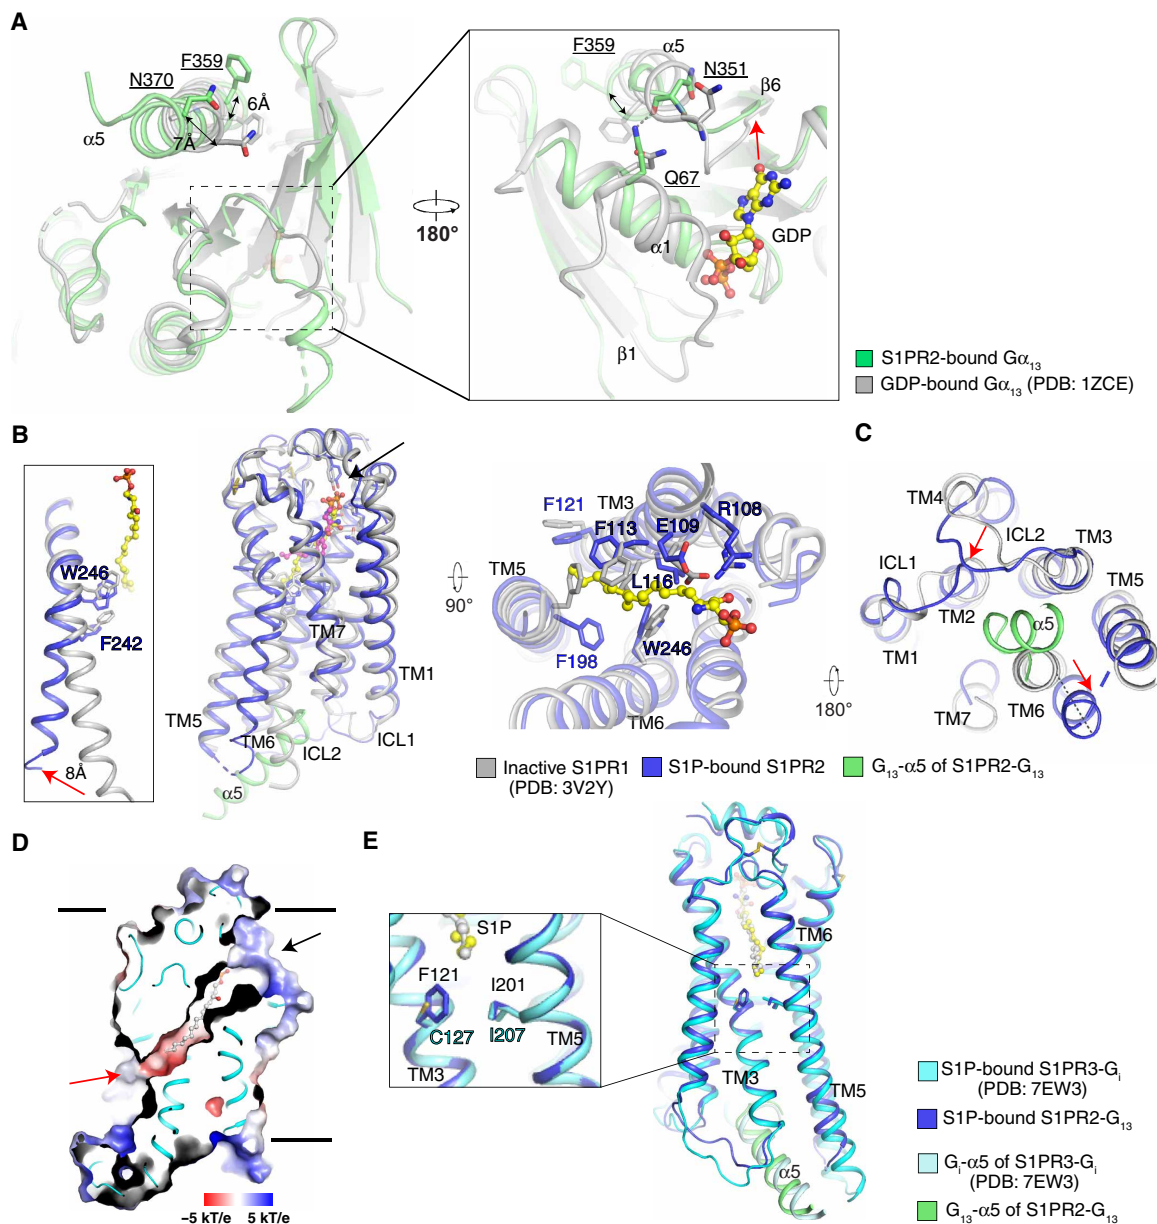 A
F359
N370
6Å
α5
7Å
180°
F359
α5
N351
β6
Q67
GDP
α1
β1
S1PR2-bound Gα13
GDP-bound Gα13 (PDB: 1ZCE)
B
W246
F242
8Å
TM7
TM1
TM5
TM6
ICL2
ICL1
α5
90°
F121
TM3
R108
F113
E109
TM5
L116
F198
W246
TM6
180°
C
TM4
ICL2
TM3
ICL1
TM5
TM2
α5
TM1
TM7
TM6
Inactive S1PR1
(PDB: 3V2Y)
S1P-bound S1PR2
G13-α5 of S1PR2-G13
D
−5 kT/e
5 kT/e
E
S1P
F121
I201
C127
I207
TM3
TM5
TM6
TM3
TM5
α5
S1P-bound S1PR3-Gi
(PDB: 7EW3)
S1P-bound S1PR2-G13
Gi-α5 of S1PR3-Gi
(PDB: 7EW3)
G13-α5 of S1PR2-G13